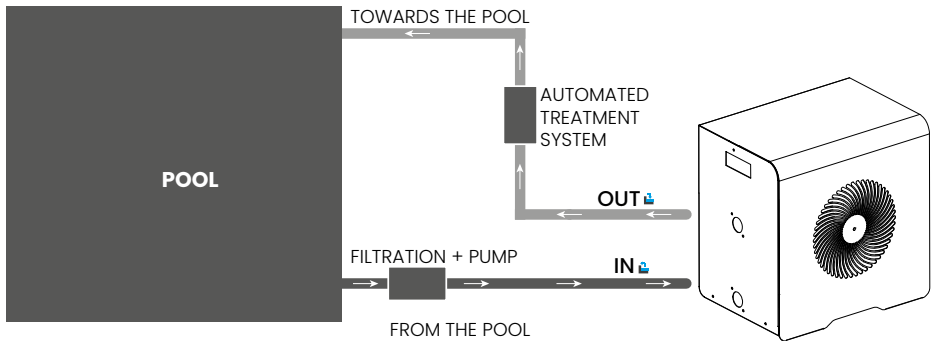 TOWARDS THE POOL
AUTOMATED
TREATMENT
SYSTEM
POOL
OUT
FILTRATION + PUMP
IN
FROM THE POOL